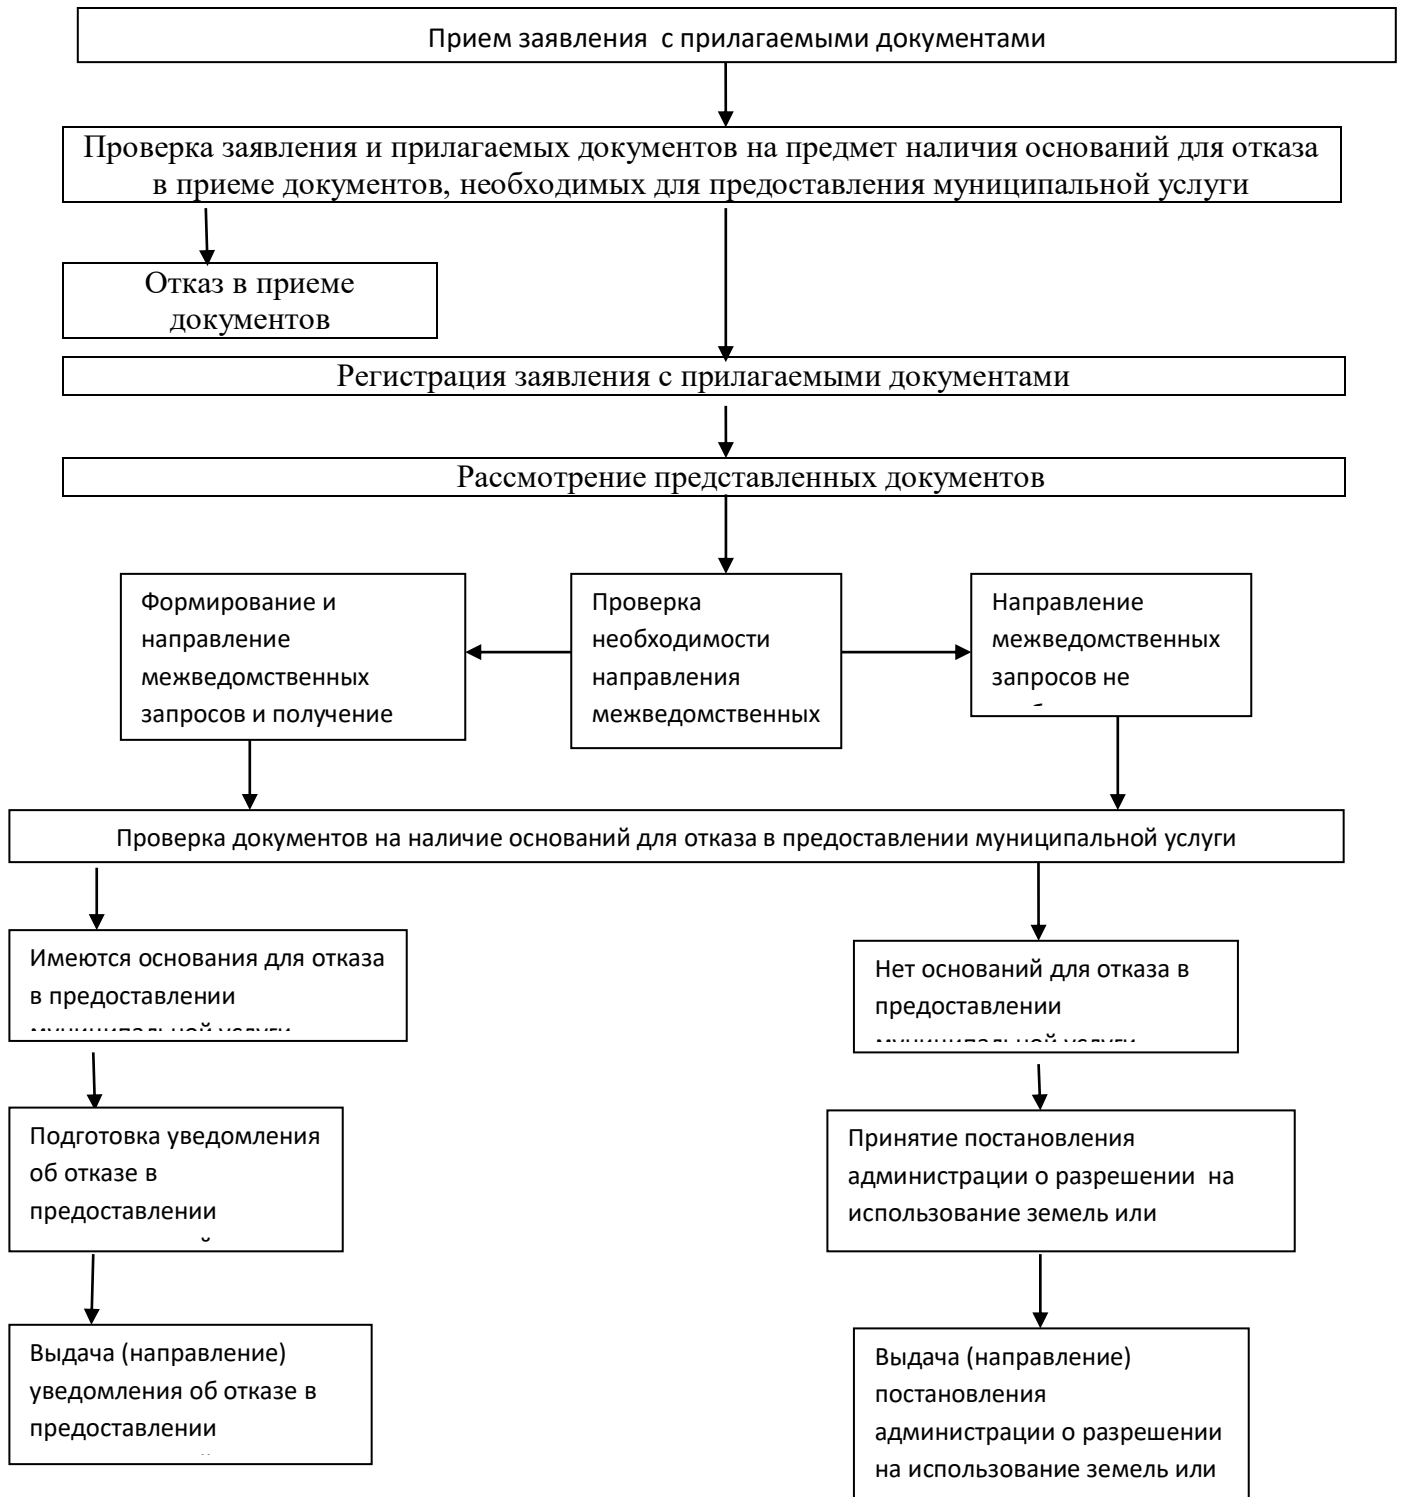 Прием заявления  с прилагаемыми документами
Проверка заявления и прилагаемых документов на предмет наличия оснований для отказа
в приеме документов, необходимых для предоставления муниципальной услуги
Отказ в приеме
документов
Регистрация заявления с прилагаемыми документами
Рассмотрение представленных документов
Формирование и
направление
межведомственных
запросов и получение
Проверка
необходимости
направления
межведомственных
Направление
межведомственных
запросов не
Проверка документов на наличие оснований для отказа в предоставлении муниципальной услуги
Имеются основания для отказа
в предоставлении
муниципальной услуги
Нет оснований для отказа в
предоставлении
муниципальной услуги
Подготовка уведомления
об отказе в
предоставлении
Принятие постановления
администрации о разрешении  на
использование земель или
Выдача (направление)
уведомления об отказе в
предоставлении
Выдача (направление)
постановления
администрации о разрешении
на использование земель или